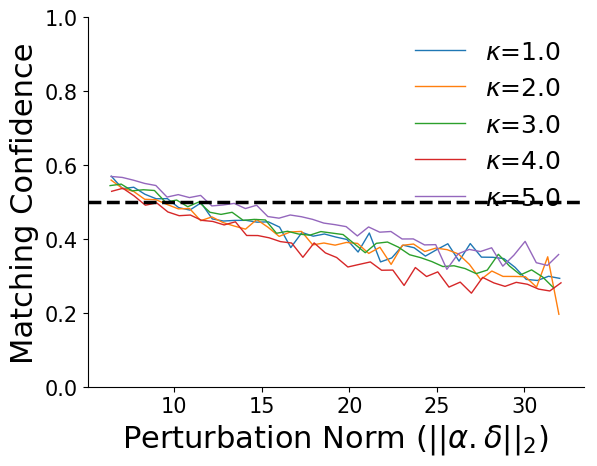 1.0
0.8
0.6
0.4
0.2
0.0
Matching Confidence
κ=1.0
κ=2.0
κ=3.0
κ=4.0
κ=5.0
10 15 20 25 30
Perturbation Norm (||α.δ||₂)